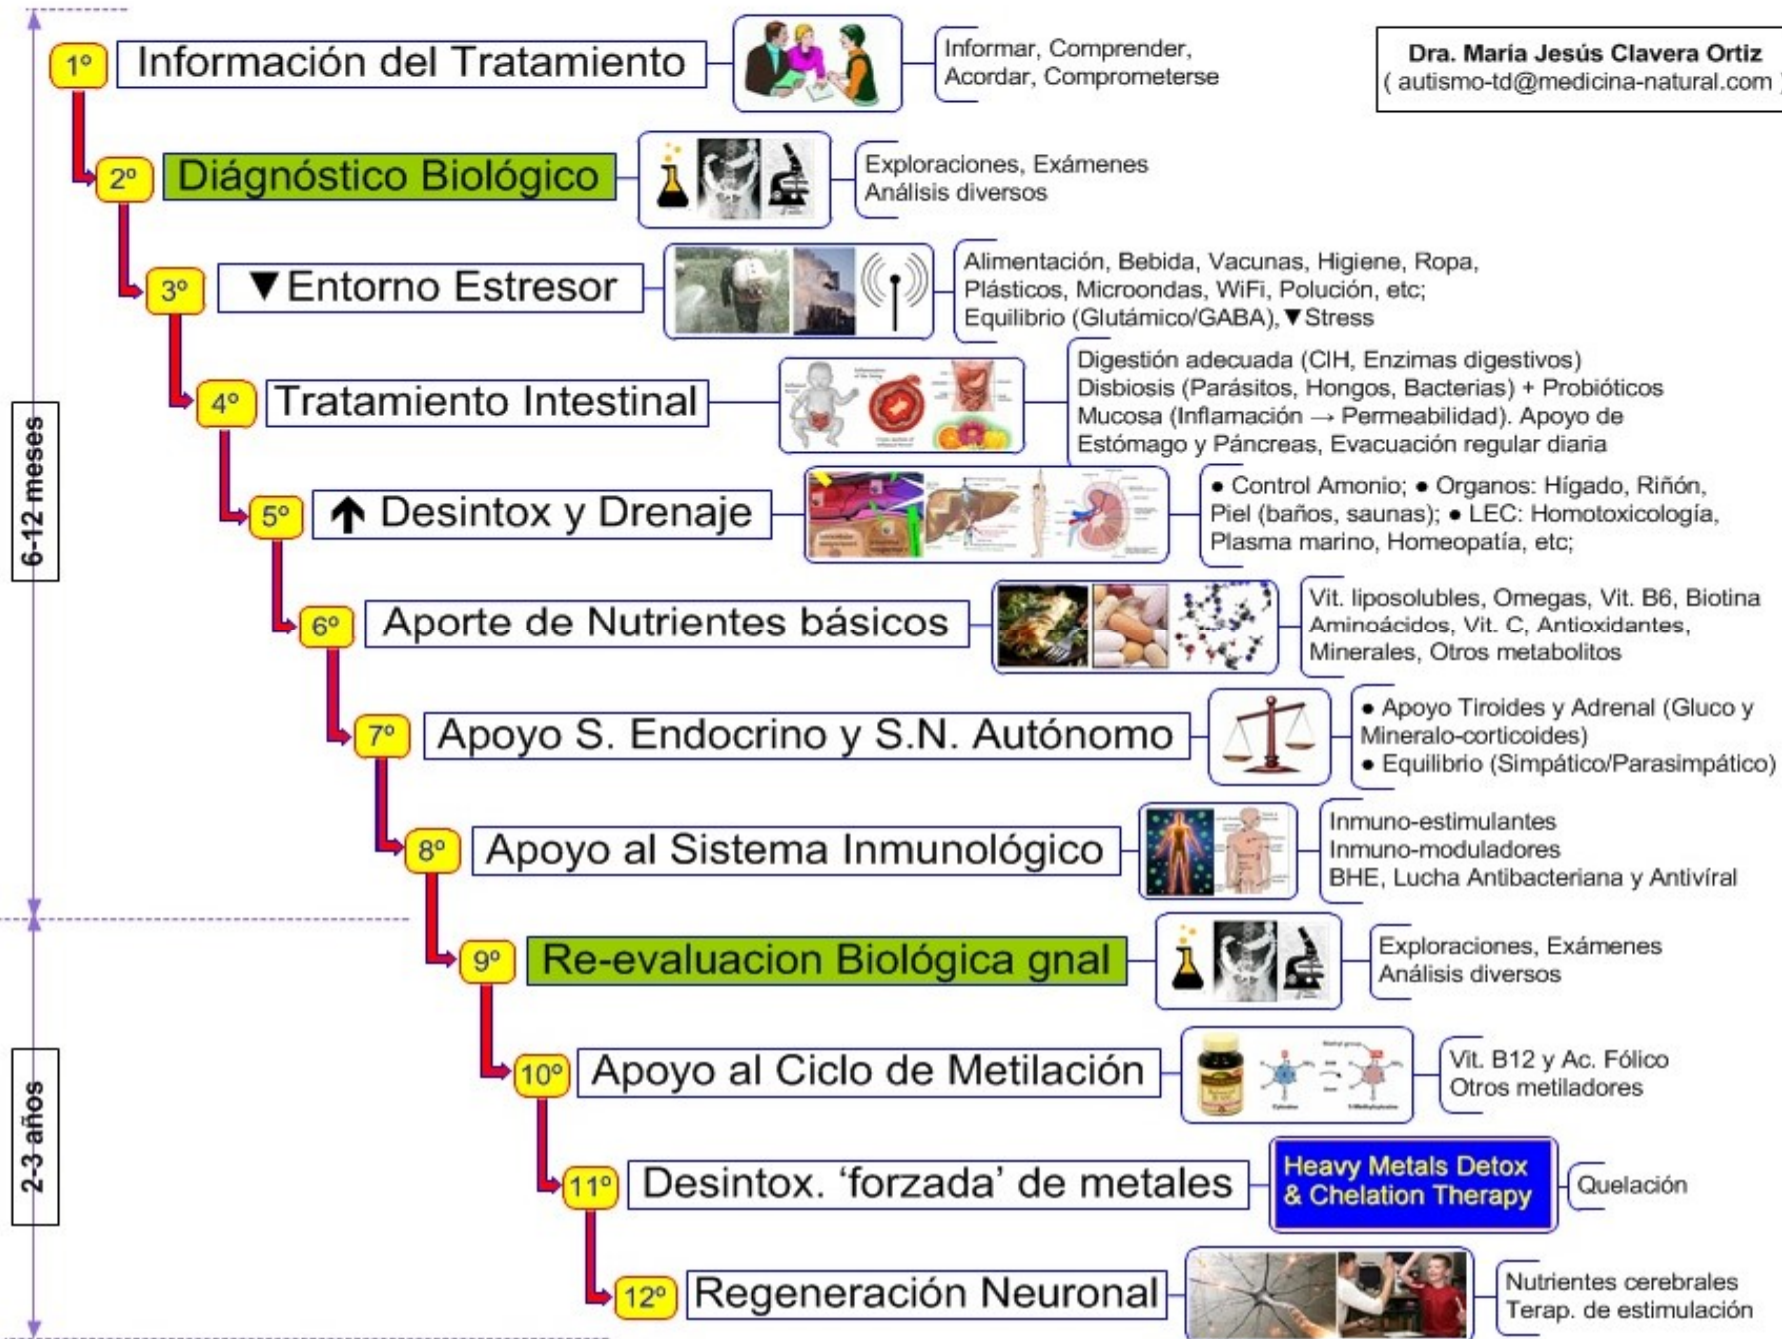 1º
Información del Tratamiento
Informar, Comprender,
Acordar, Comprometerse
Dra. María Jesús Clavera Ortiz
( autismo-td@medicina-natural.com )
2º
Diágnóstico Biológico
Exploraciones, Exámenes
Análisis diversos
3º
▼Entorno Estresor
Alimentación, Bebida, Vacunas, Higiene, Ropa,
Plásticos, Microondas, WiFi, Polución, etc;
Equilibrio (Glutámico/GABA),▼Stress
4º
Tratamiento Intestinal
Digestión adecuada (ClH, Enzimas digestivos)
Disbiosis (Parásitos, Hongos, Bacterias) + Probióticos
Mucosa (Inflamación → Permeabilidad). Apoyo de
Estómago y Páncreas, Evacuación regular diaria
6-12 meses
5º
↑ Desintox y Drenaje
● Control Amonio; ● Organos: Hígado, Riñón,
Piel (baños, saunas); ● LEC: Homotoxicología,
Plasma marino, Homeopatía, etc;
6º
Aporte de Nutrientes básicos
Vit. liposolubles, Omegas, Vit. B6, Biotina
Aminoácidos, Vit. C, Antioxidantes,
Minerales, Otros metabolitos
7º
Apoyo S. Endocrino y S.N. Autónomo
● Apoyo Tiroides y Adrenal (Gluco y
Mineralo-corticoides)
● Equilibrio (Simpático/Parasimpático)
8º
Apoyo al Sistema Inmunológico
Inmuno-estimulantes
Inmuno-moduladores
BHE, Lucha Antibacteriana y Antivíral
9º
Re-evaluacion Biológica gnal
Exploraciones, Exámenes
Análisis diversos
2-3 años
10º
Apoyo al Ciclo de Metilación
Vit. B12 y Ac. Fólico
Otros metiladores
11º
Desintox. ‘forzada’ de metales
Heavy Metals Detox
& Chelation Therapy
Quelación
12º
Regeneración Neuronal
Nutrientes cerebrales
Terap. de estimulación